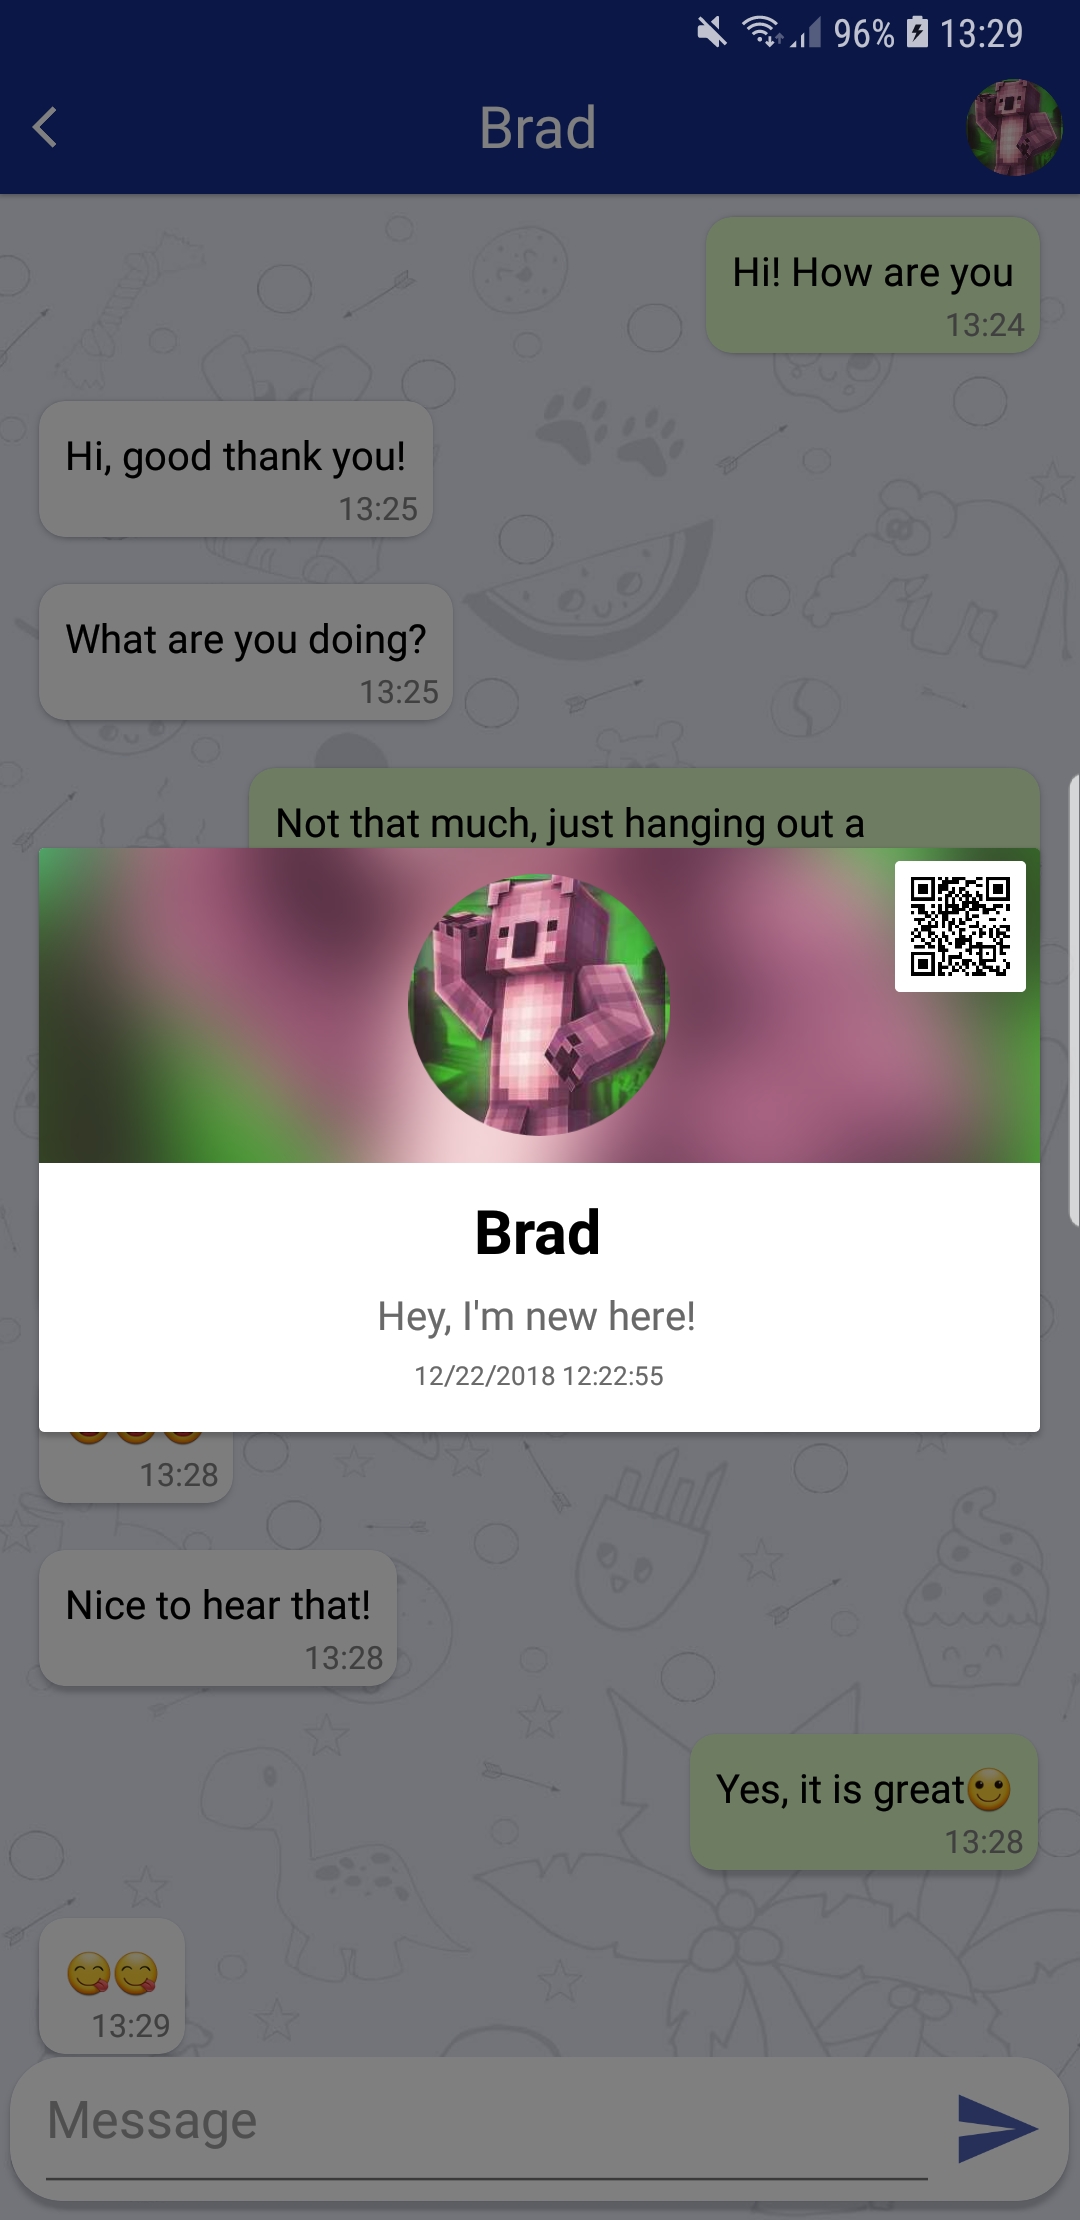 96% 13:29
Brad
Hi! How are you
13:24
Hi, good thank you!
13:25
What are you doing?
13:25
Not that much, just hanging out a
Brad
Hey, I'm new here!
12/22/2018 12:22:55
13:28
Nice to hear that!
13:28
Yes, it is great🙂
13:28
😋😋
13:29
Message